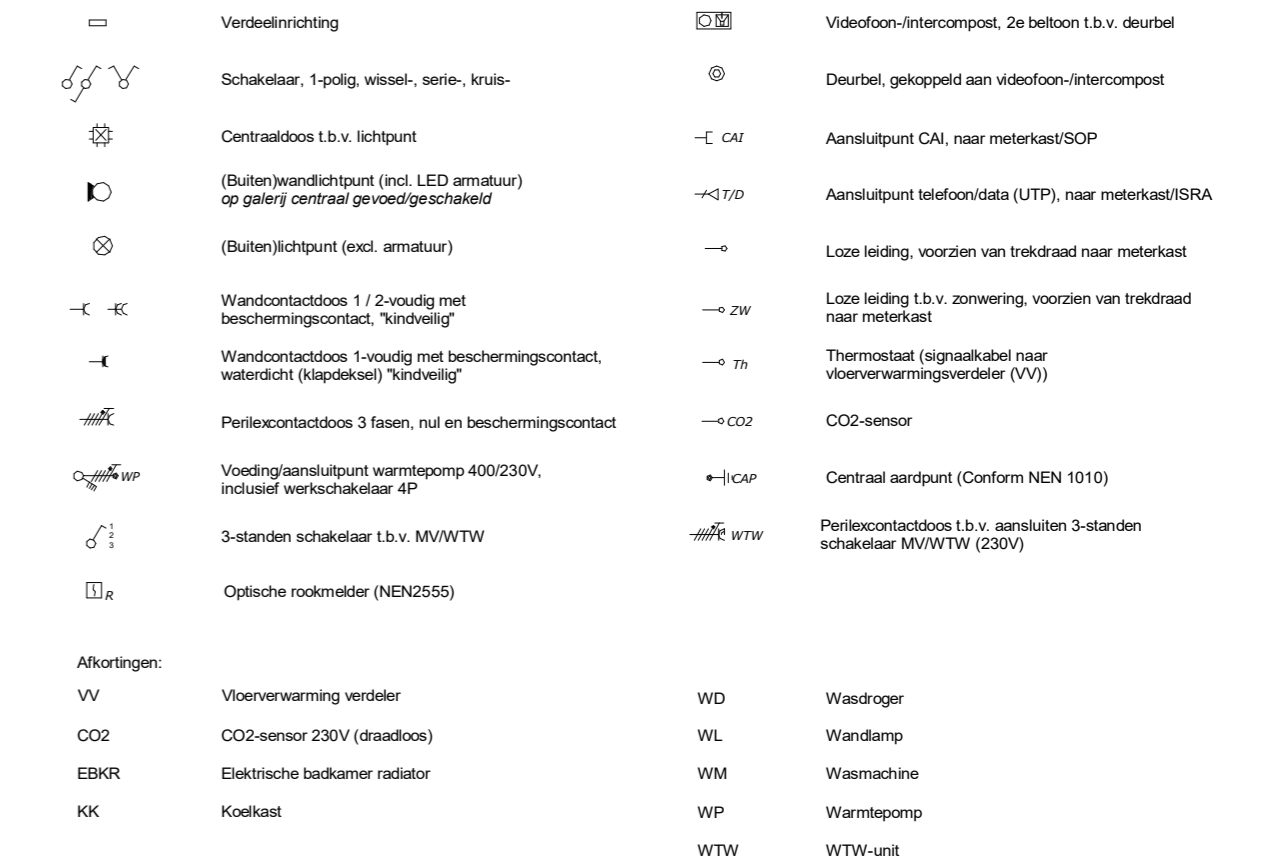 Verdeelinrichting
Schakelaar, 1-polig, wissel-, serie-, kruis-
Centraaldoos t.b.v. lichtpunt
(Buiten)wandlichtpunt (incl. LED armatuur)
op galerij centraal gevoed/geschakeld
(Buiten)lichtpunt (excl. armatuur)
Wandcontactdoos 1 / 2-voudig met
beschermingscontact, "kindveilig"
Wandcontactdoos 1-voudig met beschermingscontact,
waterdicht (klapdeksel) "kindveilig"
Perilexcontactdoos 3 fasen, nul en beschermingscontact
WP Voeding/aansluitpunt warmtepomp 400/230V,
inclusief werkschakelaar 4P
1
2
3
3-standen schakelaar t.b.v. MV/WTW
R Optische rookmelder (NEN2555)
Videofoon-/intercompost, 2e beltoon t.b.v. deurbel
Deurbel, gekoppeld aan videofoon-/intercompost
CAI Aansluitpunt CAI, naar meterkast/SOP
T/D Aansluitpunt telefoon/data (UTP), naar meterkast/ISRA
Loze leiding, voorzien van trekdraad naar meterkast
ZW Loze leiding t.b.v. zonwering, voorzien van trekdraad
naar meterkast
Th Thermostaat (signaalkabel naar
vloerverwarmingsverdeler (VV))
CO2 CO2-sensor
CAP Centraal aardpunt (Conform NEN 1010)
WTW Perilexcontactdoos t.b.v. aansluiten 3-standen
schakelaar MV/WTW (230V)
Afkortingen:
VV Vloerverwarming verdeler
CO2 CO2-sensor 230V (draadloos)
EBKR Elektrische badkamer radiator
KK Koelkast
WD Wasdroger
WL Wandlamp
WM Wasmachine
WP Warmtepomp
WTW WTW-unit